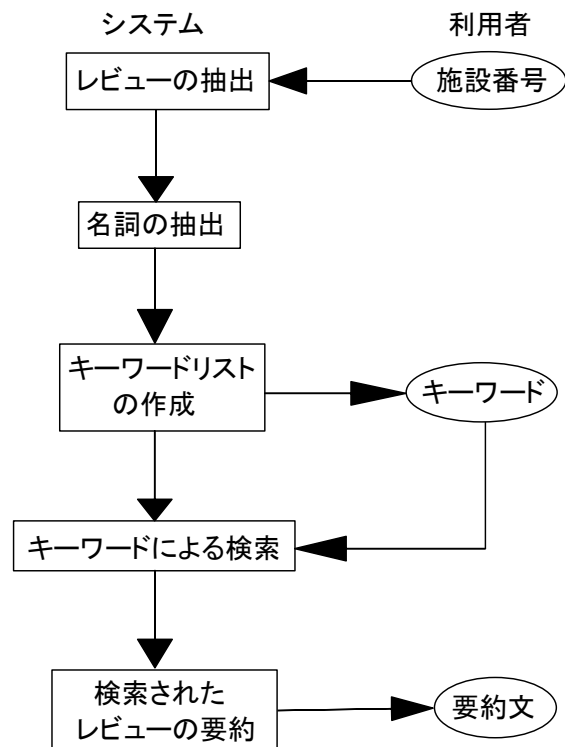 システム
利用者
レビューの抽出
施設番号
名詞の抽出
キーワードリスト
の作成
キーワード
キーワードによる検索
検索された
レビューの要約
要約文